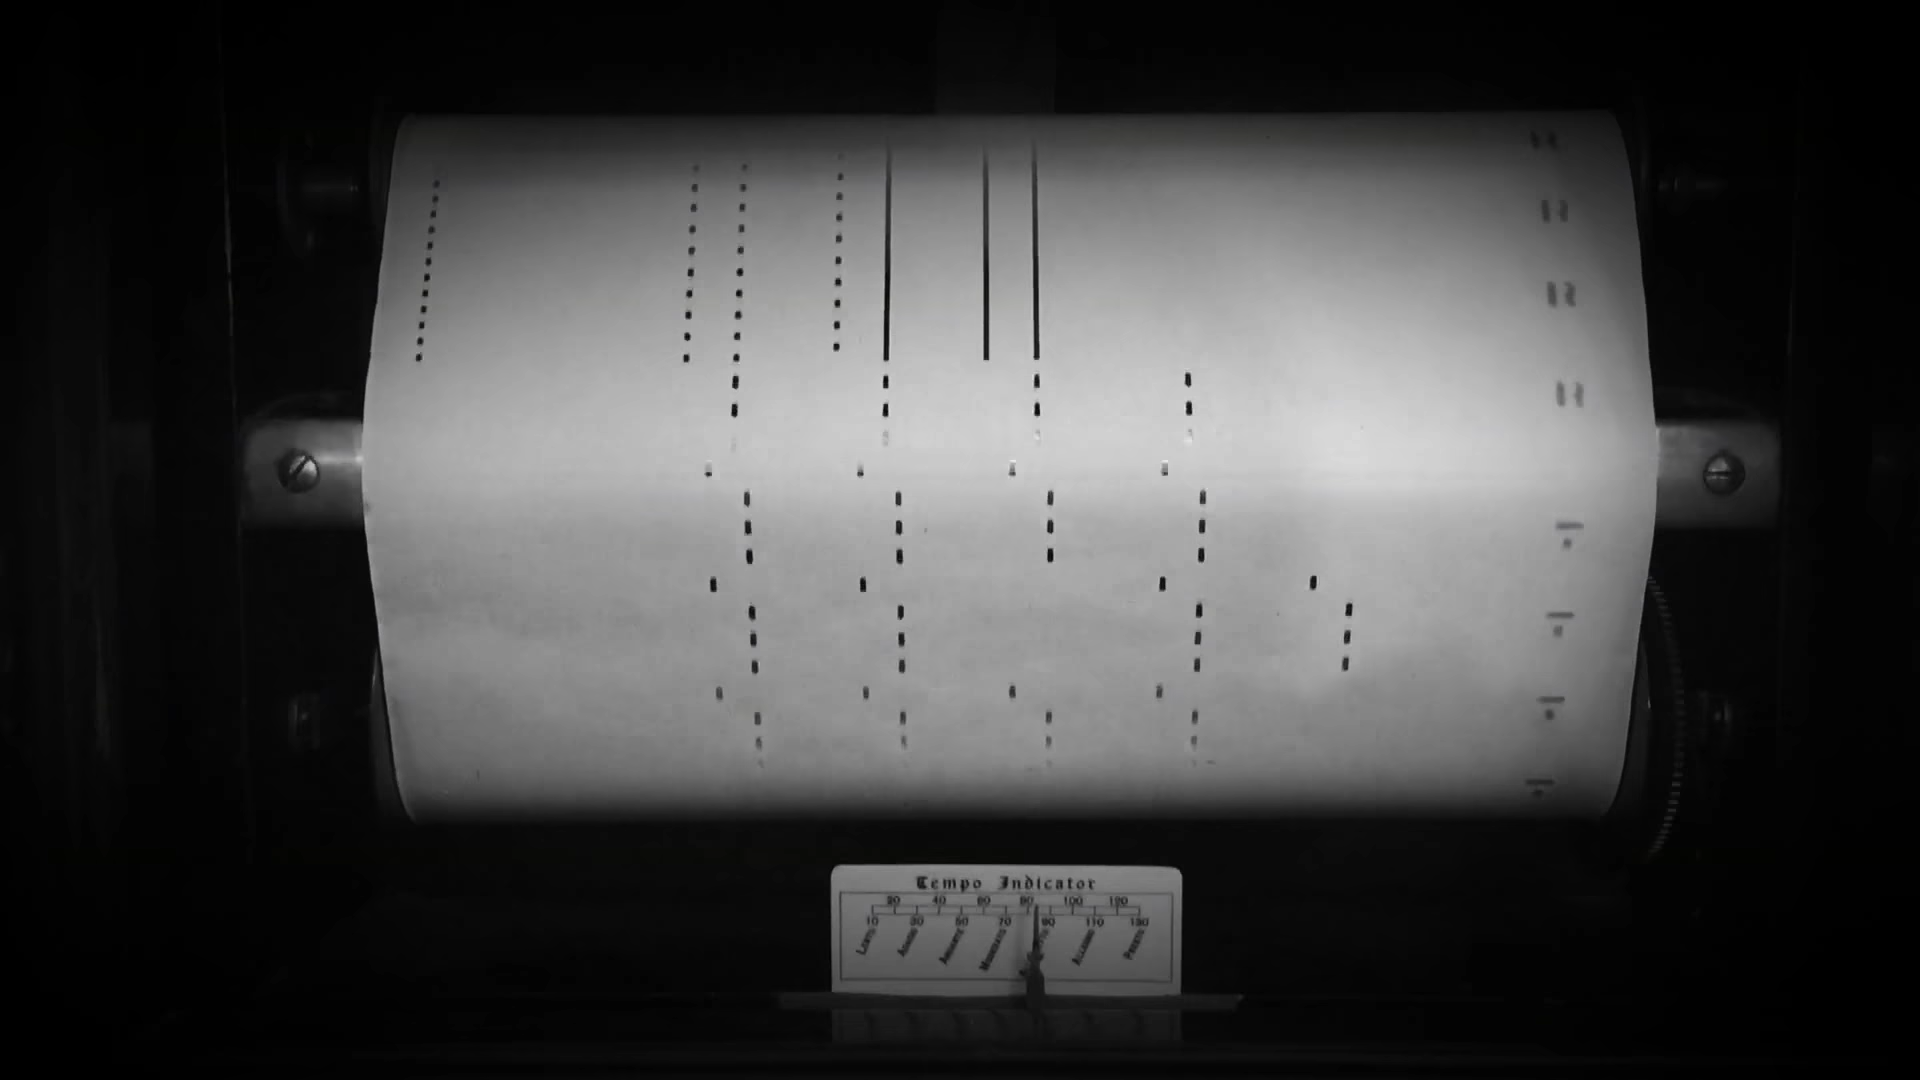 Tempo Indicator
20 40 60 80 100 120
10 30 50 70 90 110 130
Lento Adagio Andante Moderato Allegro Presto